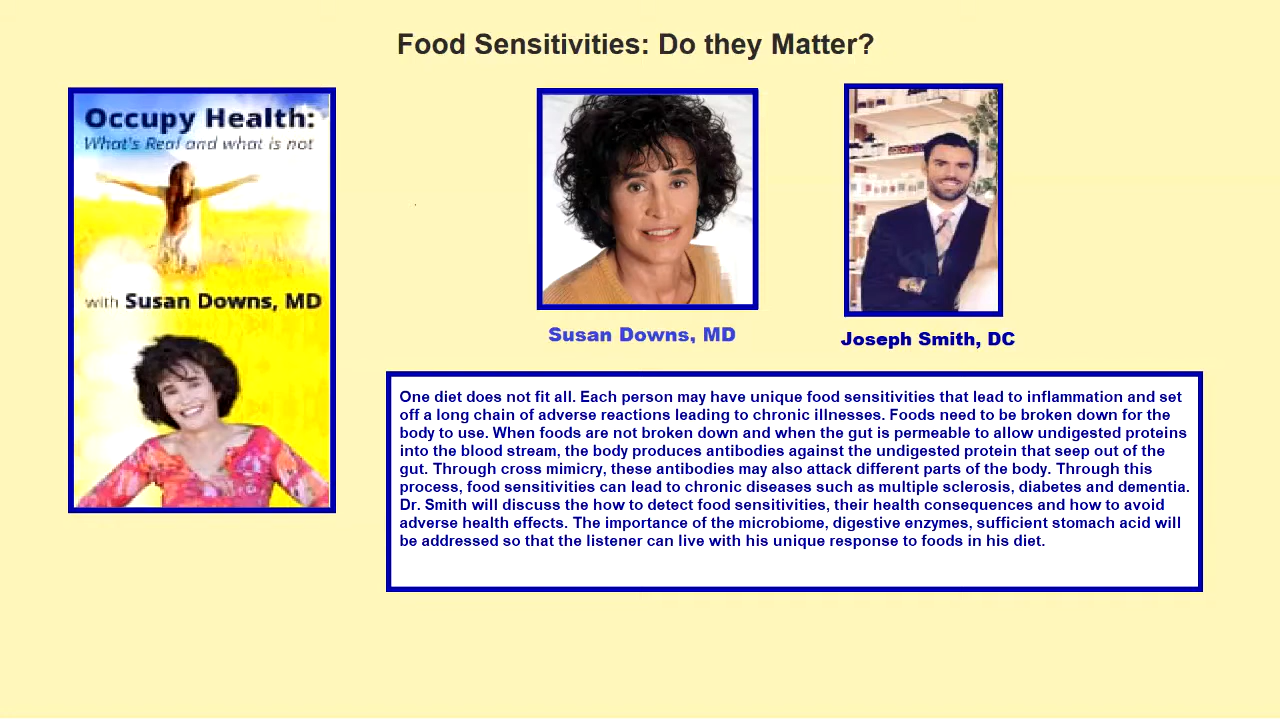 Food Sensitivities: Do they Matter?
Occupy Health:
What's Real and what is not
with Susan Downs, MD
Susan Downs, MD
Joseph Smith, DC
One diet does not fit all. Each person may have unique food sensitivities that lead to inflammation and set
off a long chain of adverse reactions leading to chronic illnesses. Foods need to be broken down for the
body to use. When foods are not broken down and when the gut is permeable to allow undigested proteins
into the blood stream, the body produces antibodies against the undigested protein that seep out of the
gut. Through cross mimicry, these antibodies may also attack different parts of the body. Through this
process, food sensitivities can lead to chronic diseases such as multiple sclerosis, diabetes and dementia.
Dr. Smith will discuss the how to detect food sensitivities, their health consequences and how to avoid
adverse health effects. The importance of the microbiome, digestive enzymes, sufficient stomach acid will
be addressed so that the listener can live with his unique response to foods in his diet.